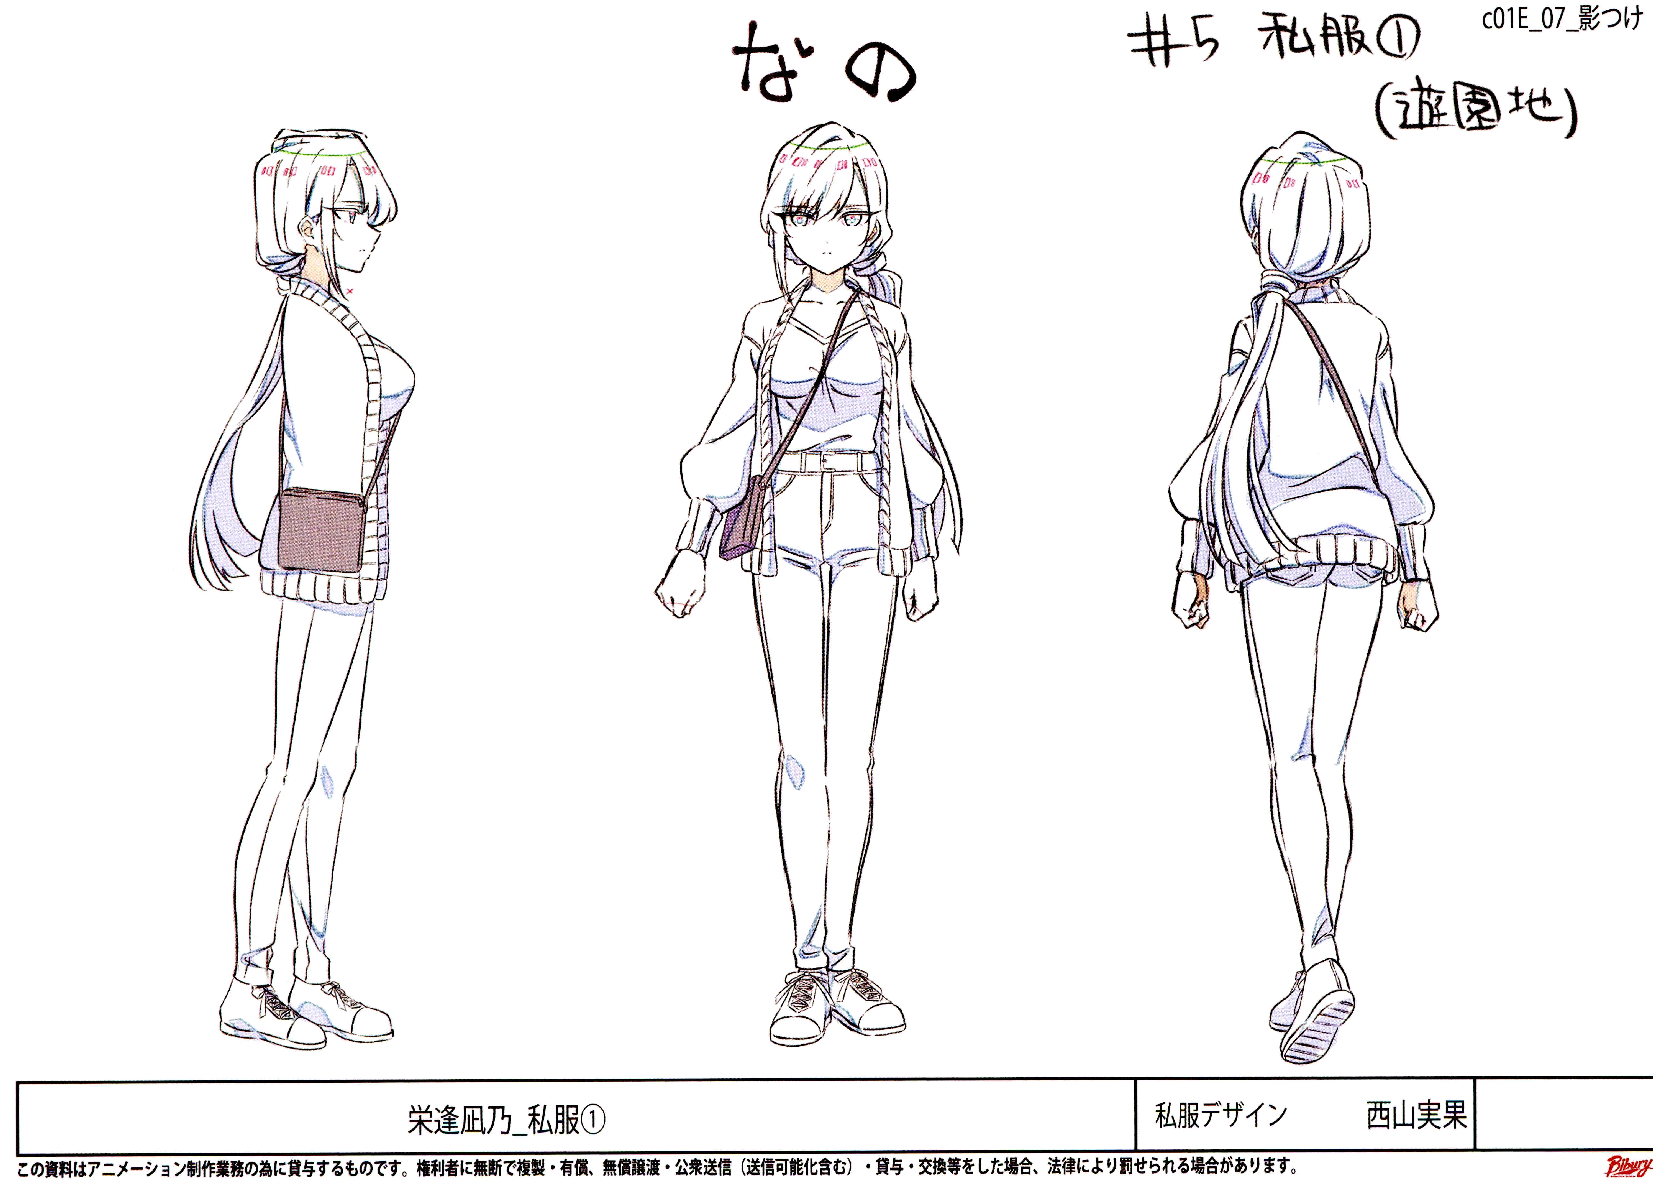 c01E_07_影つけ
なの
#5 私服①
(遊園地)
栄逢凪乃_私服①
私服デザイン 西山実果
この資料はアニメーション制作業務の為に貸与するものです。権利者に無断で複製・有償、無償譲渡・公衆送信（送信可能化含む）・貸与・交換等をした場合、法律により罰せられる場合があります。
Bibury